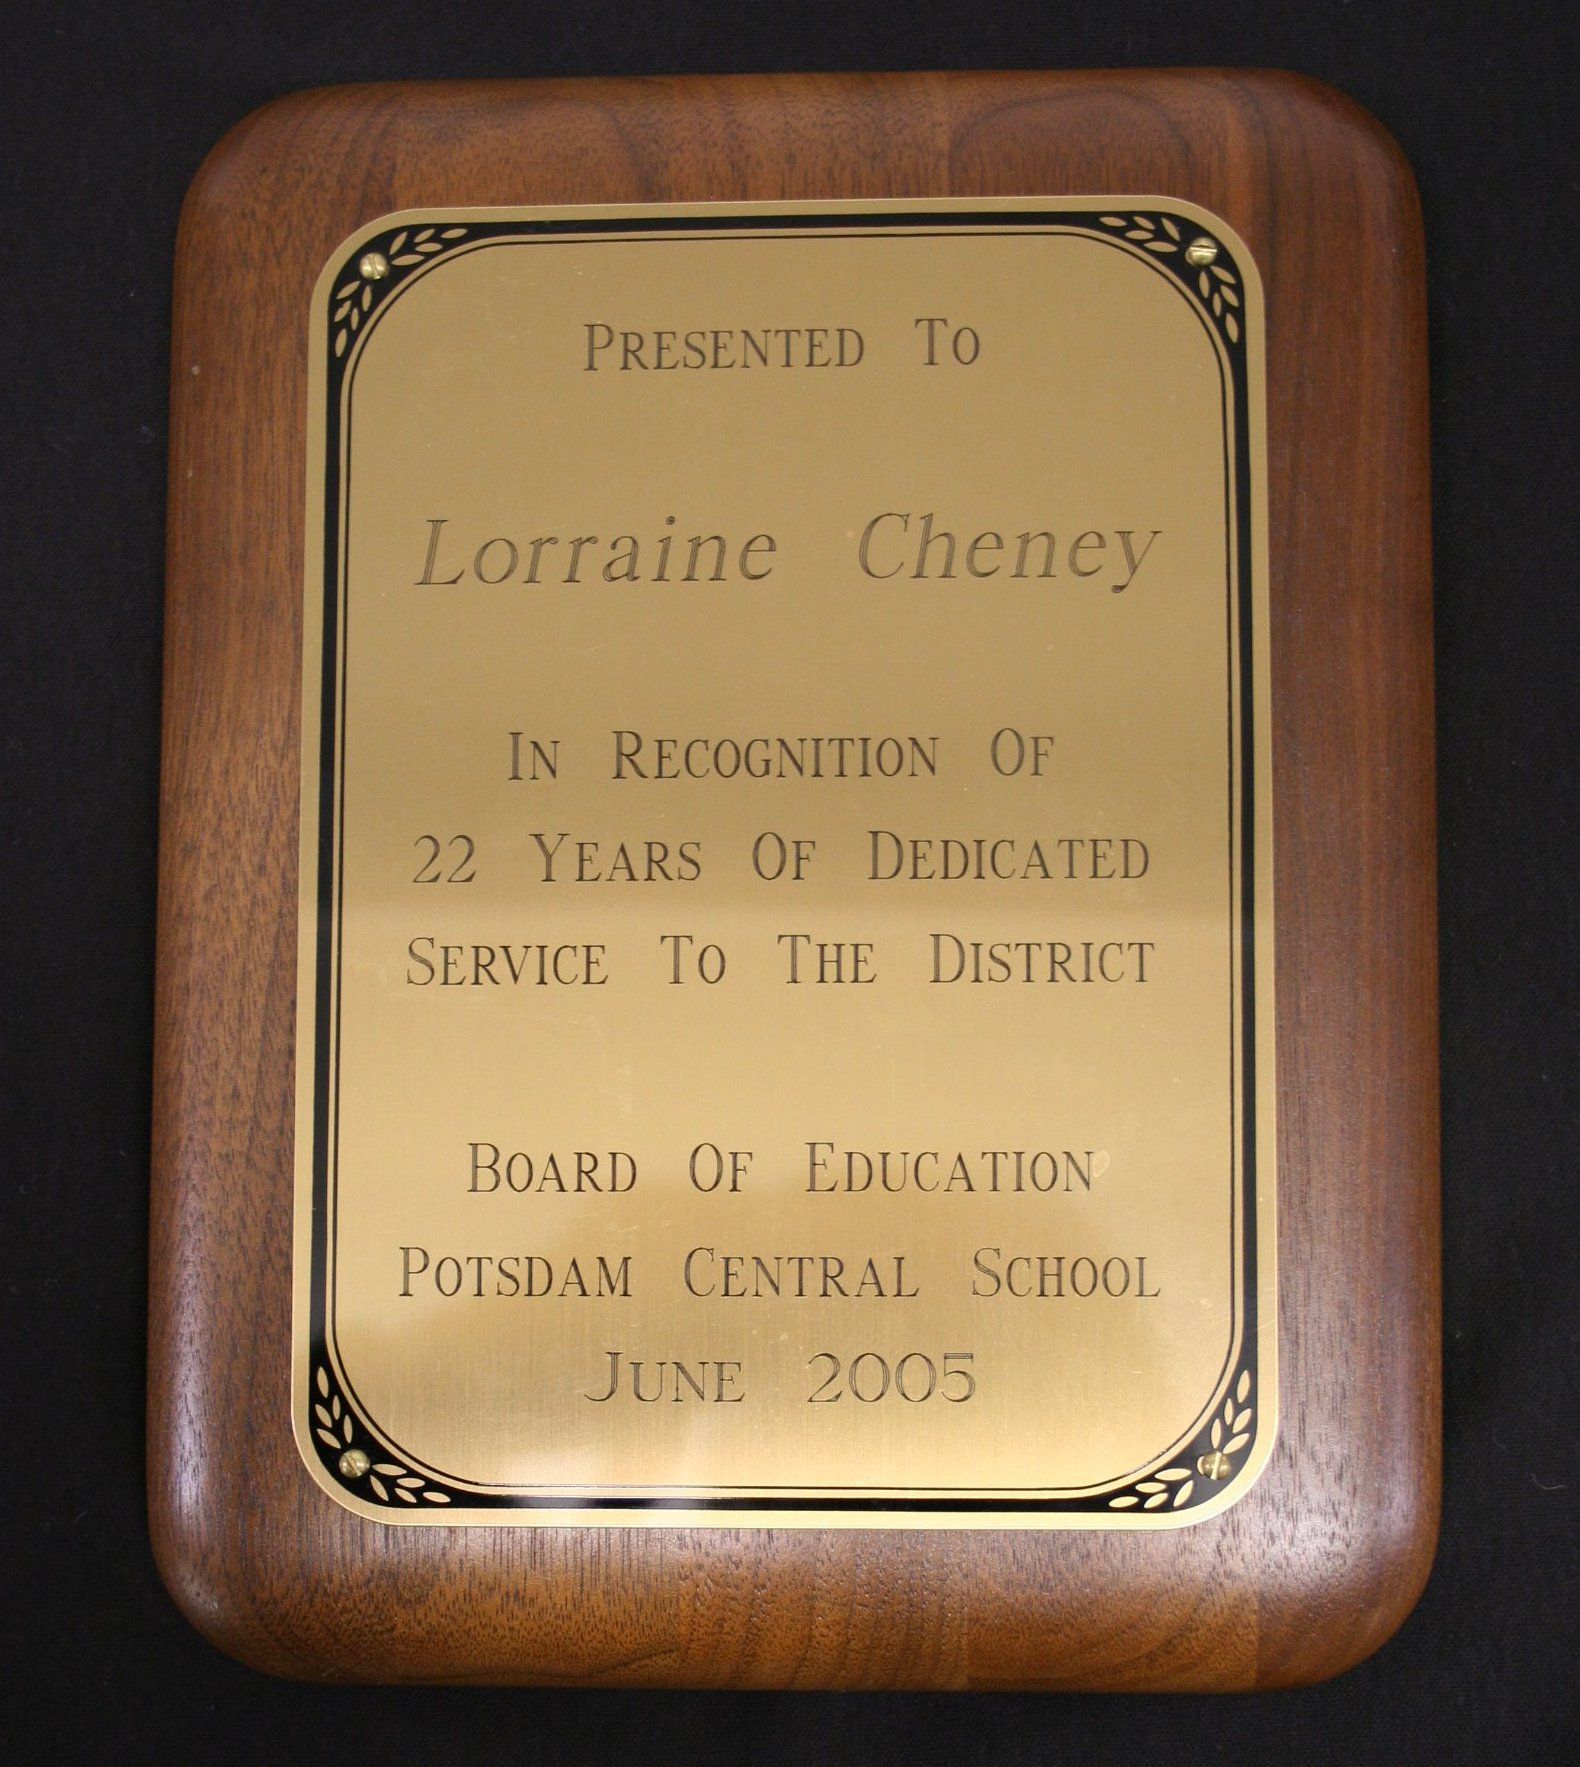 Presented To
Lorraine Cheney
In Recognition Of
22 Years Of Dedicated
Service To The District
Board Of Education
Potsdam Central School
June 2005